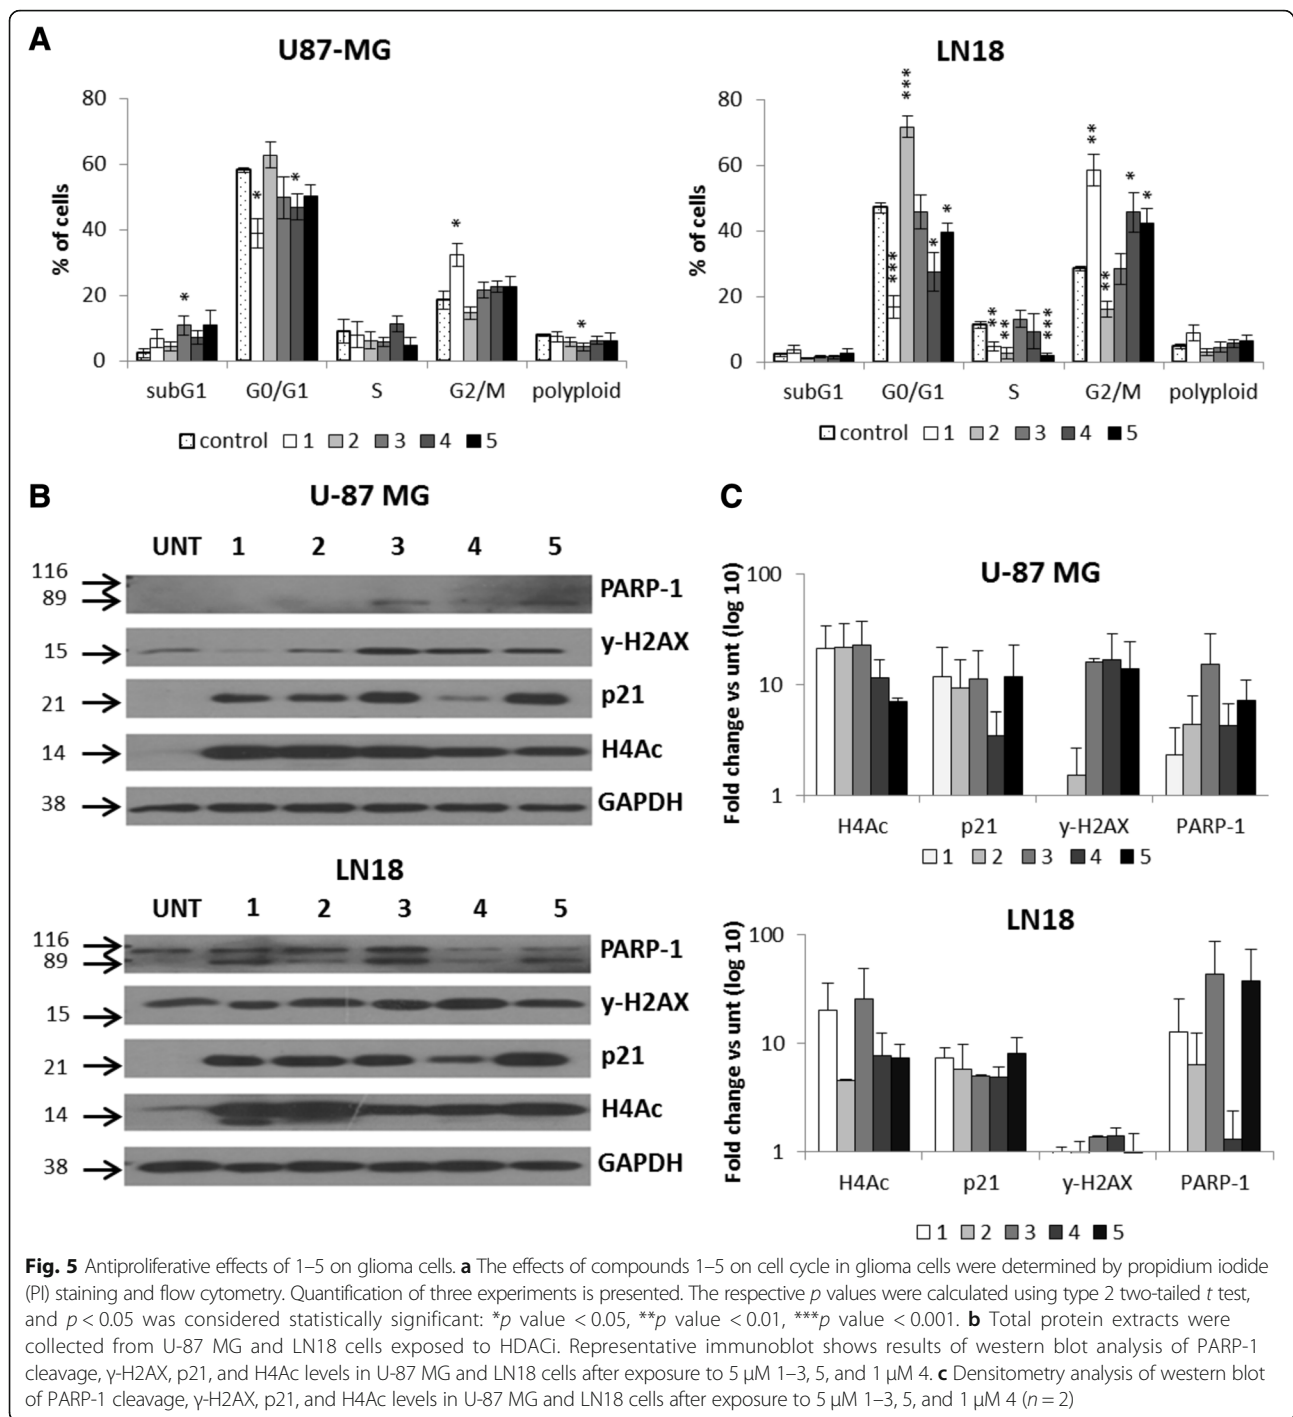 A
U87-MG
80
60
40
20
0
% of cells
*
*
*
*
*
subG1 G0/G1 S G2/M polyploid
control 1 2 3 4 5
LN18
80
60
40
20
0
% of cells
***
***
*
*
**
**
***
**
**
*
*
subG1 G0/G1 S G2/M polyploid
control 1 2 3 4 5
B
U-87 MG
UNT 1 2 3 4 5
116
89
PARP-1
15
y-H2AX
21
p21
14
H4Ac
38
GAPDH
LN18
UNT 1 2 3 4 5
116
89
PARP-1
15
y-H2AX
21
p21
14
H4Ac
38
GAPDH
C
U-87 MG
Fold change vs unt (log 10)
100
10
1
H4Ac p21 y-H2AX PARP-1
1 2 3 4 5
LN18
Fold change vs unt (log 10)
100
10
1
H4Ac p21 y-H2AX PARP-1
1 2 3 4 5
Fig. 5 Antiproliferative effects of 1–5 on glioma cells. a The effects of compounds 1–5 on cell cycle in glioma cells were determined by propidium iodide
(PI) staining and flow cytometry. Quantification of three experiments is presented. The respective p values were calculated using type 2 two-tailed t test,
and p < 0.05 was considered statistically significant: *p value < 0.05, **p value < 0.01, ***p value < 0.001. b Total protein extracts were
collected from U-87 MG and LN18 cells exposed to HDACi. Representative immunoblot shows results of western blot analysis of PARP-1
cleavage, γ-H2AX, p21, and H4Ac levels in U-87 MG and LN18 cells after exposure to 5 μM 1–3, 5, and 1 μM 4. c Densitometry analysis of western blot
of PARP-1 cleavage, γ-H2AX, p21, and H4Ac levels in U-87 MG and LN18 cells after exposure to 5 μM 1–3, 5, and 1 μM 4 (n = 2)